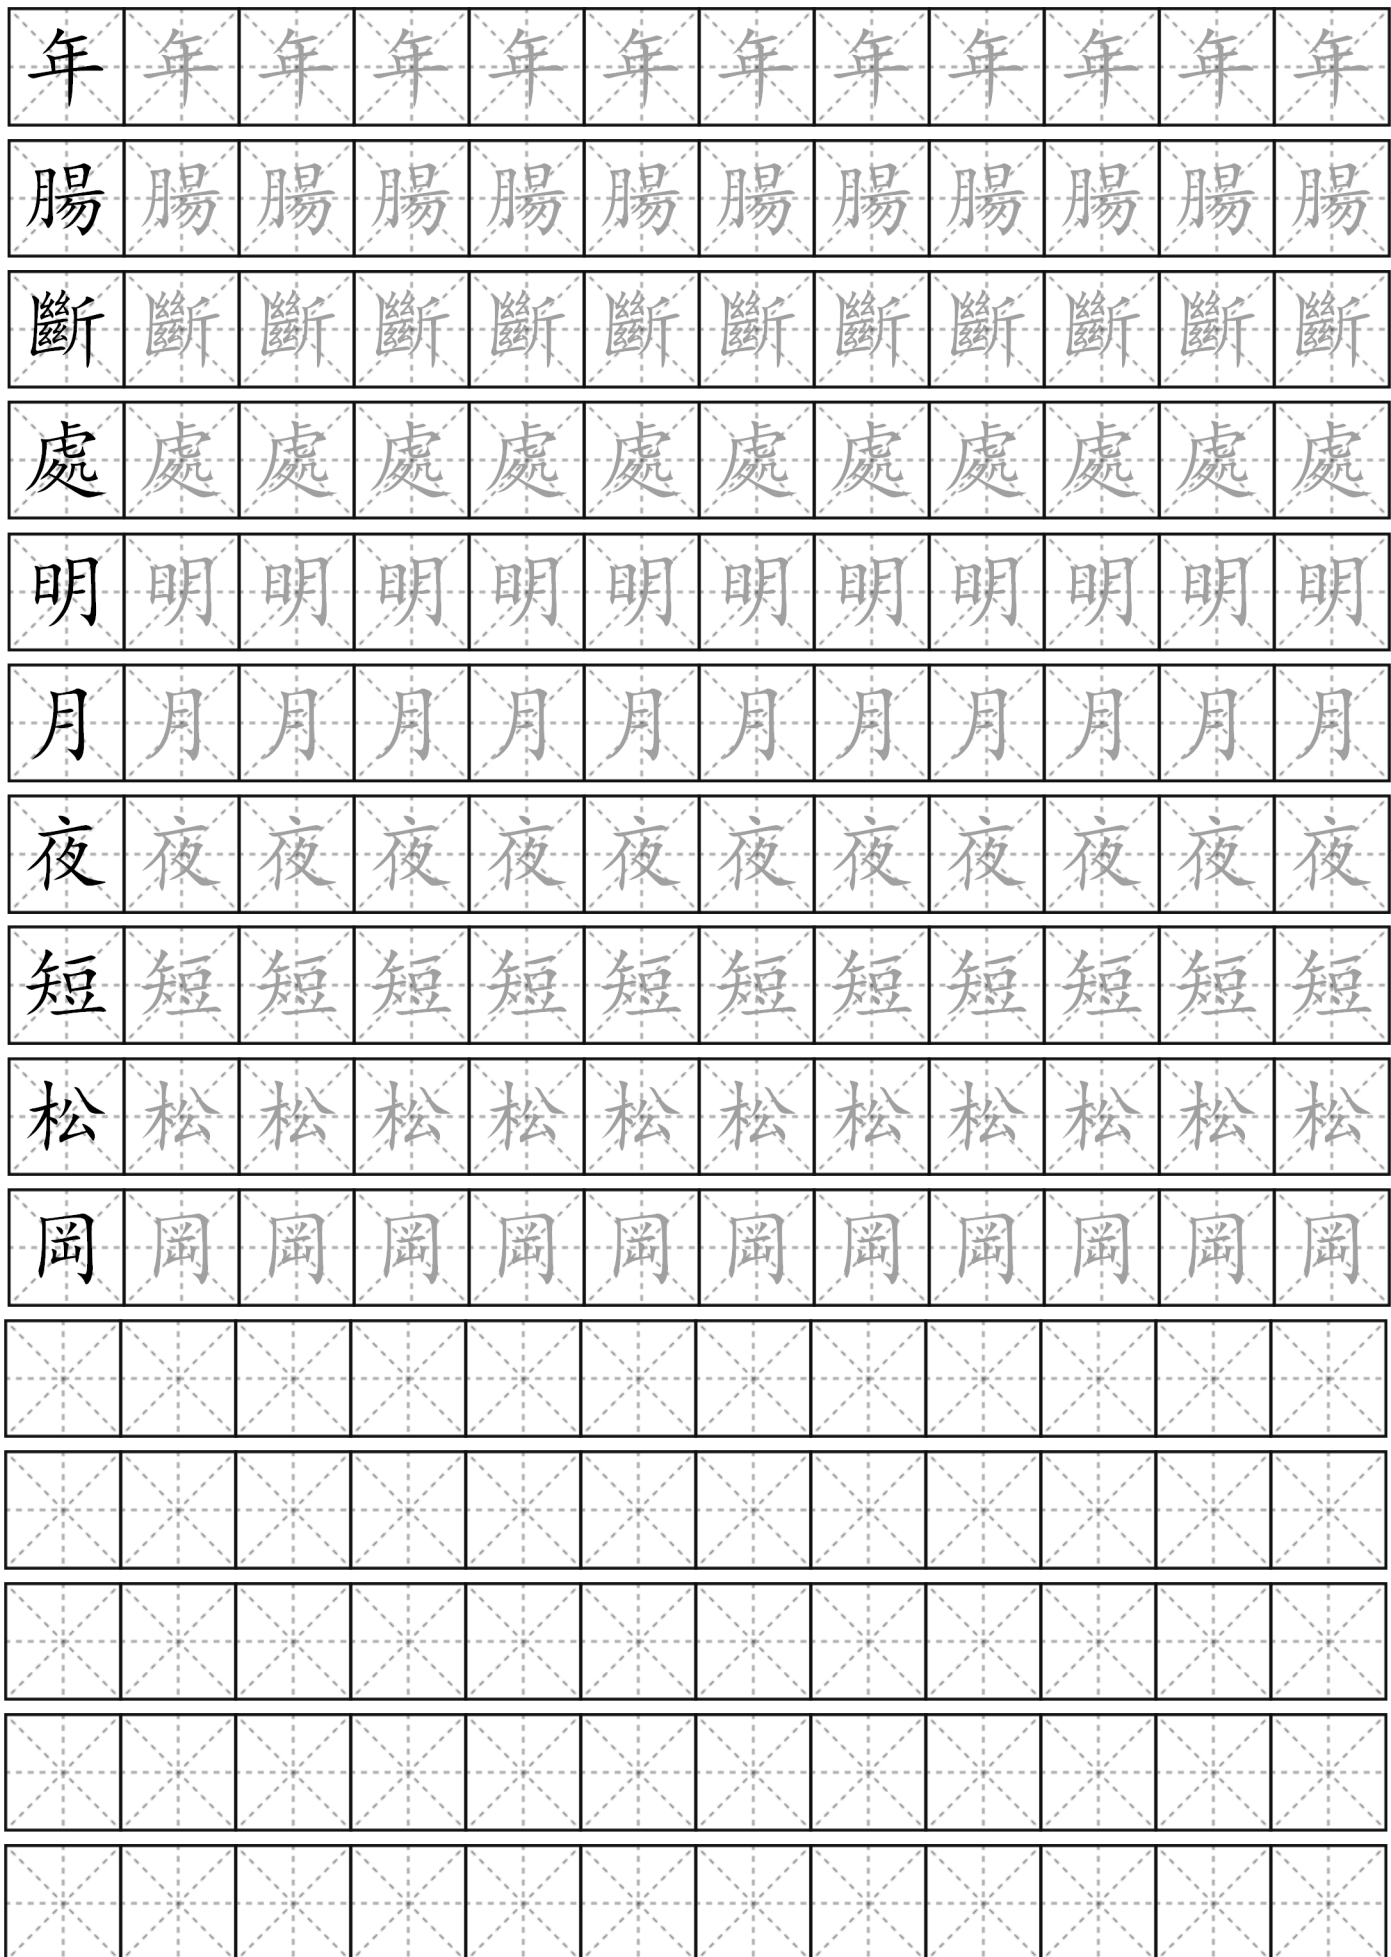 年年年年年年年年年年年年
腸腸腸腸腸腸腸腸腸腸腸腸
斷斷斷斷斷斷斷斷斷斷斷斷
處處處處處處處處處處處處
明明明明明明明明明明明明
月月月月月月月月月月月月
夜夜夜夜夜夜夜夜夜夜夜夜
短短短短短短短短短短短短
松松松松松松松松松松松松
岡岡岡岡岡岡岡岡岡岡岡岡